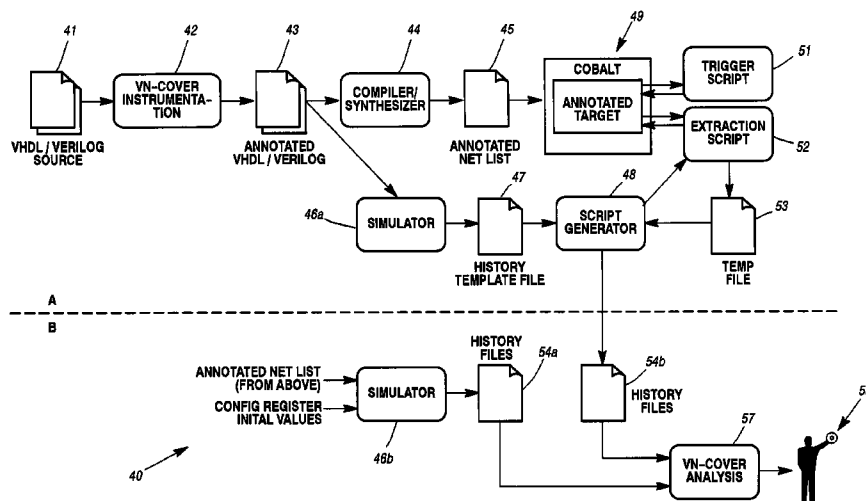 41
42
43
44
45
49
51
VN-COVER
INSTRUMENTA-
TION
COMPILER/
SYNTHESIZER
COBALT
ANNOTATED
TARGET
TRIGGER
SCRIPT
EXTRACTION
SCRIPT
52
VHDL / VERILOG
SOURCE
ANNOTATED
VHDL / VERILOG
ANNOTATED
NET LIST
46a
SIMULATOR
47
HISTORY
TEMPLATE FILE
48
SCRIPT
GENERATOR
53
TEMP
FILE
A
B
ANNOTATED NET LIST
(FROM ABOVE)
CONFIG REGISTER
INITAL VALUES
SIMULATOR
46b
HISTORY
FILES
54a
54b
HISTORY
FILES
57
VN-COVER
ANALYSIS
40